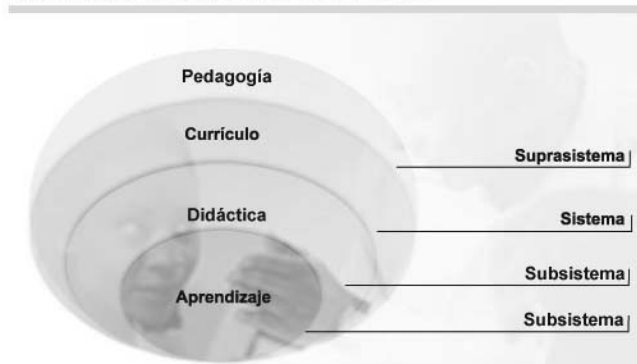 Pedagogía
Currículo
Suprasistema
Didáctica
Sistema
Subsistema
Aprendizaje
Subsistema